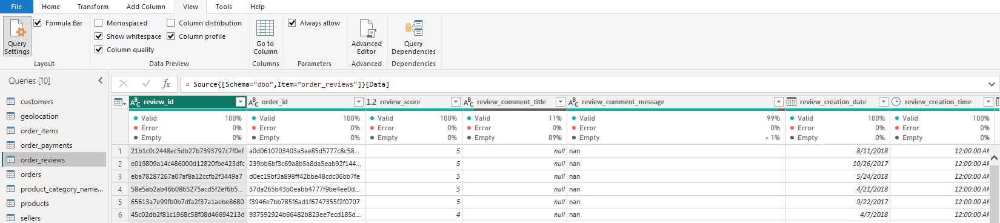 File Home Transform Add Column View Tools Help
Query Settings
Formula Bar
Layout
Monospaced Column distribution
Show whitespace Column profile
Column quality
Data Preview
Go to Column
Columns
Always allow
Parameters
Advanced Editor
Advanced
Query Dependencies
Dependencies
Queries [10]
customers
geolocation
order_items
order_payments
order_reviews
orders
product_category_name...
products
sellers
fx = Source{[Schema="dbo",Item="order_reviews"]}[Data]
ABC review_id ABC order_id 1.2 review_score ABC review_comment_title ABC review_comment_message review_creation_date review_creation_time
Valid 100% Valid 100% Valid 100% Valid 11% Valid 99% Valid 100% Valid 100%
Error 0% Error 0% Error 0% Error 0% Error 0% Error 0% Error 0%
Empty 0% Empty 0% Empty 0% Empty 89% Empty < 1% Empty 0% Empty 0%
1 21b1c0c2448ec5db27b7393797c7f0ef a0d0610703403a3ae85d5777c8c58... 5 null nan 8/11/2018 12:00:00 AM
2 e019809a14c486000d12820fbe423dfc 239bb6bf3c69a8b5a8da5eab92f144... 5 null nan 10/26/2017 12:00:00 AM
3 eba78287267a07af8a12ccfb2f3449a7 d0ec19bf3a898ff42bbe48cdc06bb7fe 5 null nan 5/24/2018 12:00:00 AM
4 58e5ab2ab46b0865275acd5f2ef6b5... 37da265b43b0eabb4777f9be4ee0d... 5 null nan 4/21/2018 12:00:00 AM
5 65613a7e99fb0b7dfa2f37a1aebe8680 f3946e7bb785f6ad1f6747355f2f0707 5 null nan 9/22/2017 12:00:00 AM
6 45c02db2f81c1968c58f08d46694213d 937592924b66482b823ee7ecd185d... 4 null nan 4/7/2018 12:00:00 AM